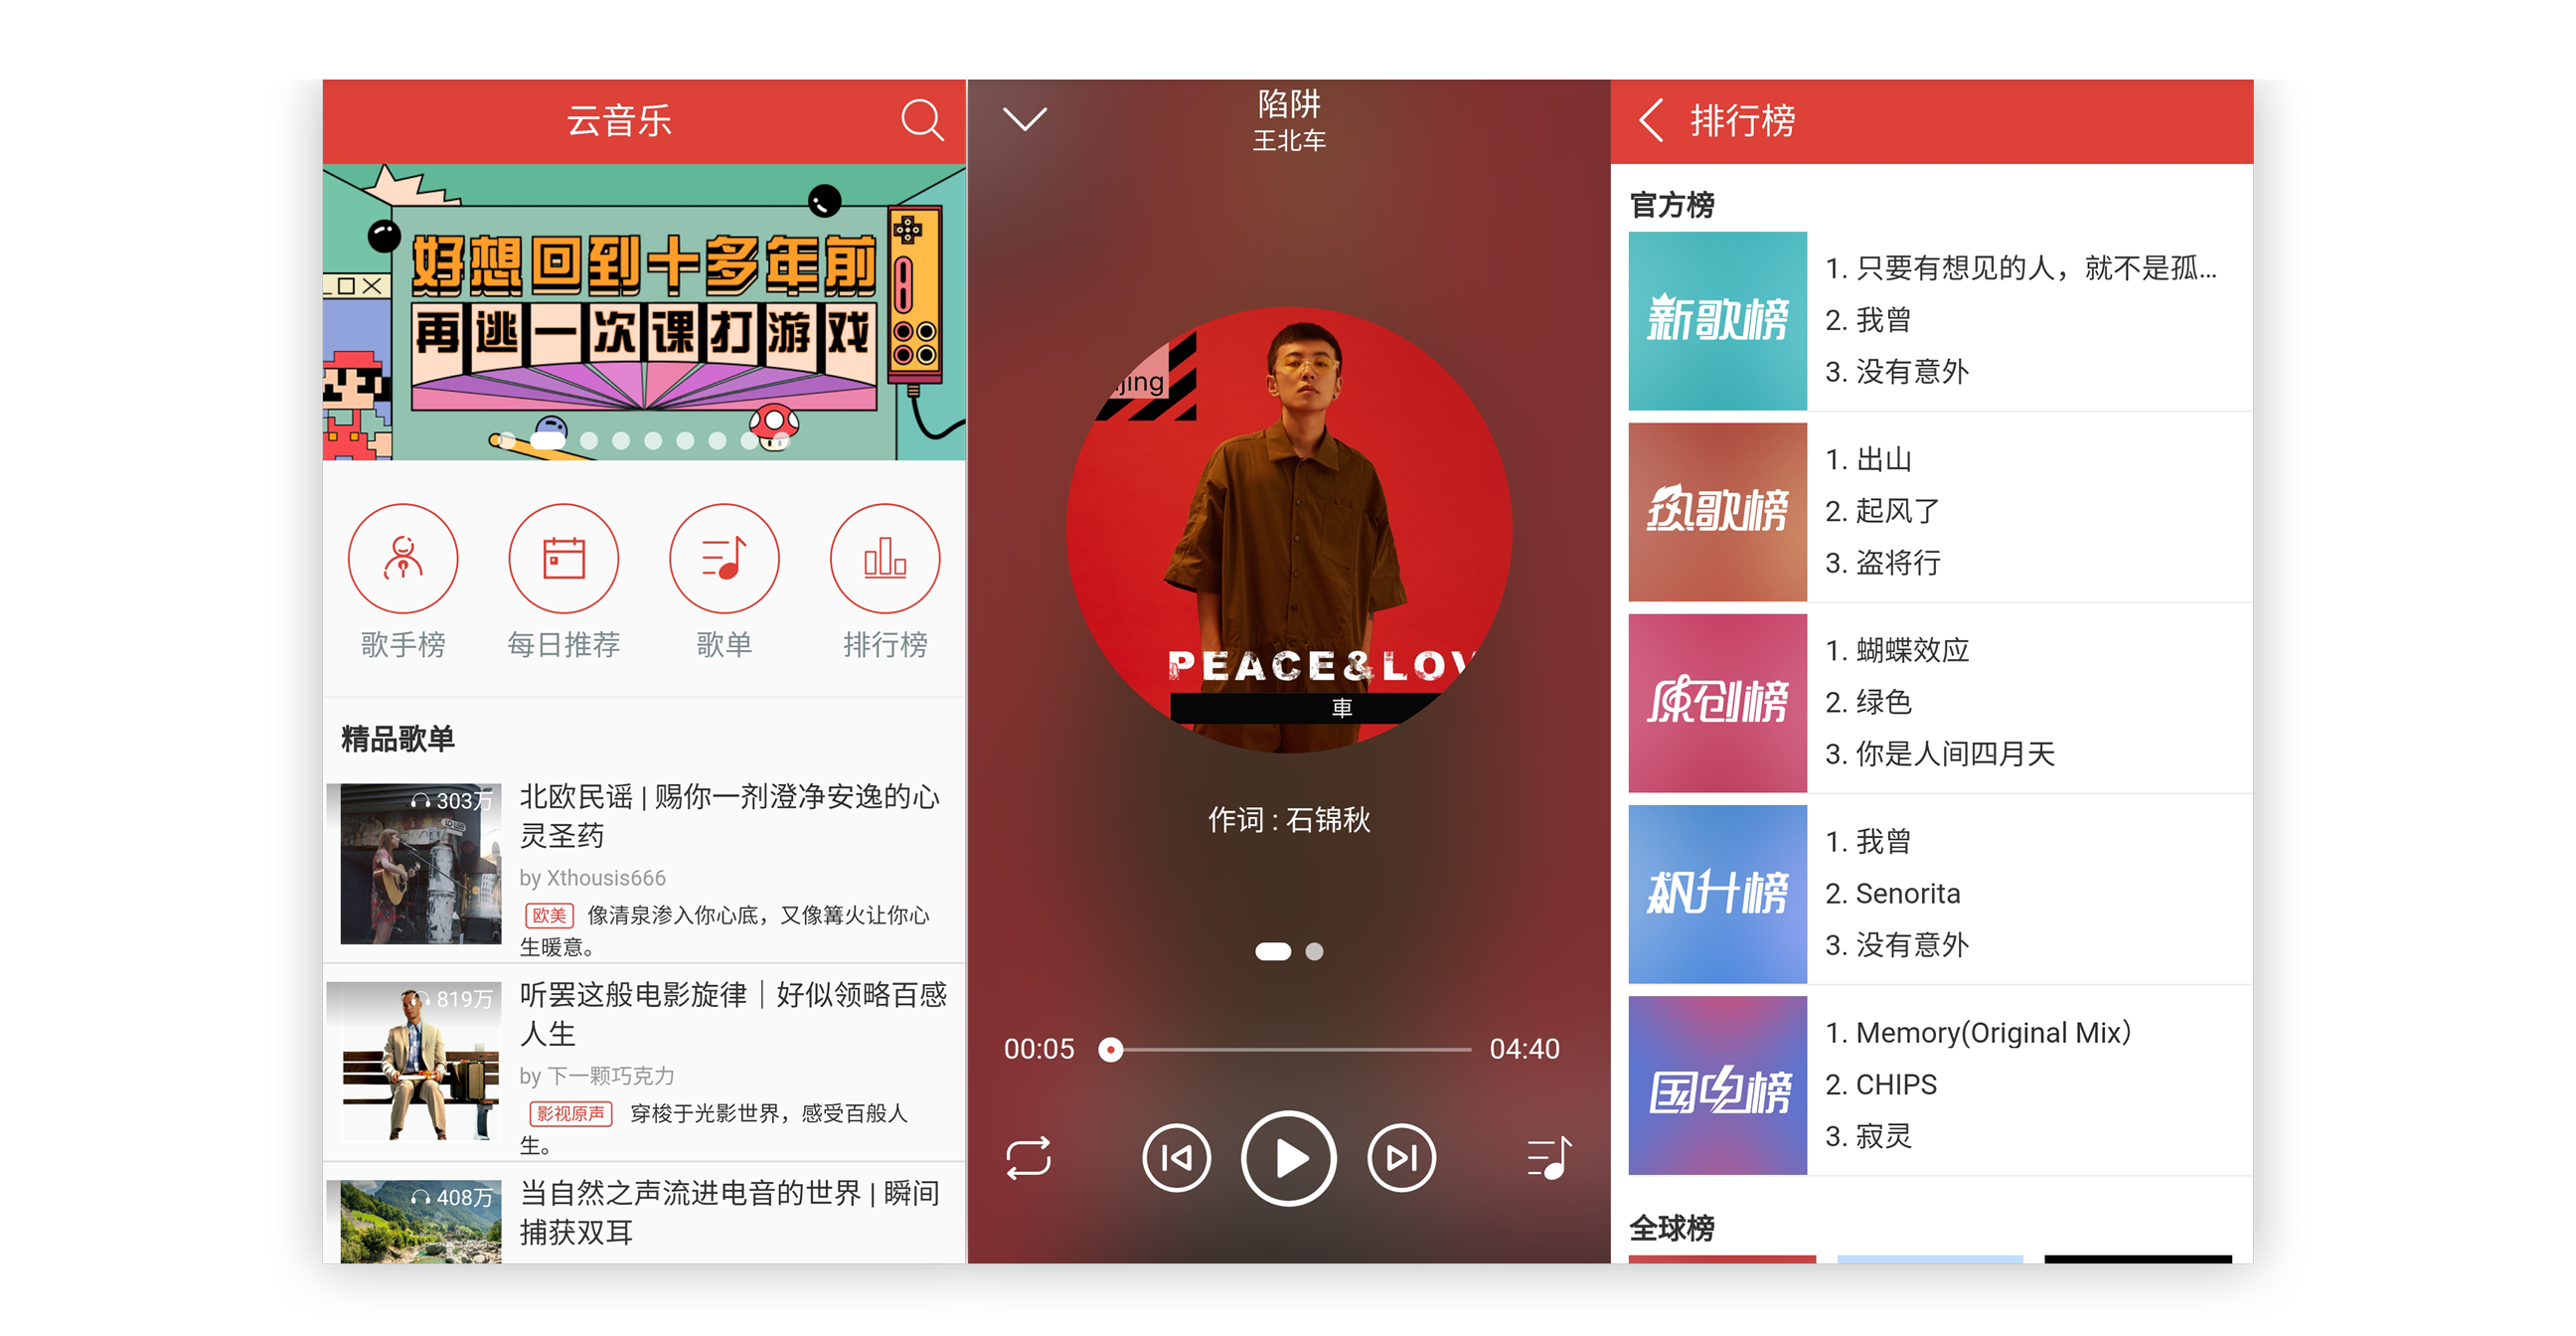 云音乐
好想回到十多年前
再逃一次课打游戏
歌手榜
每日推荐
歌单
排行榜
精品歌单
303万
北欧民谣 | 赐你一剂澄净安逸的心
灵圣药
by Xthousis666
欧美 像清泉渗入你心底，又像篝火让你心
生暖意。
819万
听罢这般电影旋律｜好似领略百感
人生
by 下一颗巧克力
影视原声 穿梭于光影世界，感受百般人
生。
408万
当自然之声流进电音的世界 | 瞬间
捕获双耳
陷阱
王北车
jing
PEACE&LOV
車
作词 : 石锦秋
00:05
04:40
排行榜
官方榜
新歌榜
1. 只要有想见的人，就不是孤...
2. 我曾
3. 没有意外
热歌榜
1. 出山
2. 起风了
3. 盗将行
原创榜
1. 蝴蝶效应
2. 绿色
3. 你是人间四月天
飙升榜
1. 我曾
2. Senorita
3. 没有意外
国电榜
1. Memory(Original Mix）
2. CHIPS
3. 寂灵
全球榜